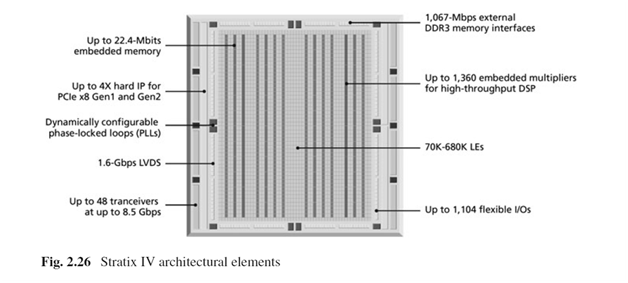 Up to 22.4-Mbits
embedded memory
Up to 4X hard IP for
PCIe x8 Gen1 and Gen2
Dynamically configurable
phase-locked loops (PLLs)
1.6-Gbps LVDS
Up to 48 tranceivers
at up to 8.5 Gbps
1,067-Mbps external
DDR3 memory interfaces
Up to 1,360 embedded multipliers
for high-throughput DSP
70K-680K LEs
Up to 1,104 flexible I/Os
Fig. 2.26 Stratix IV architectural elements